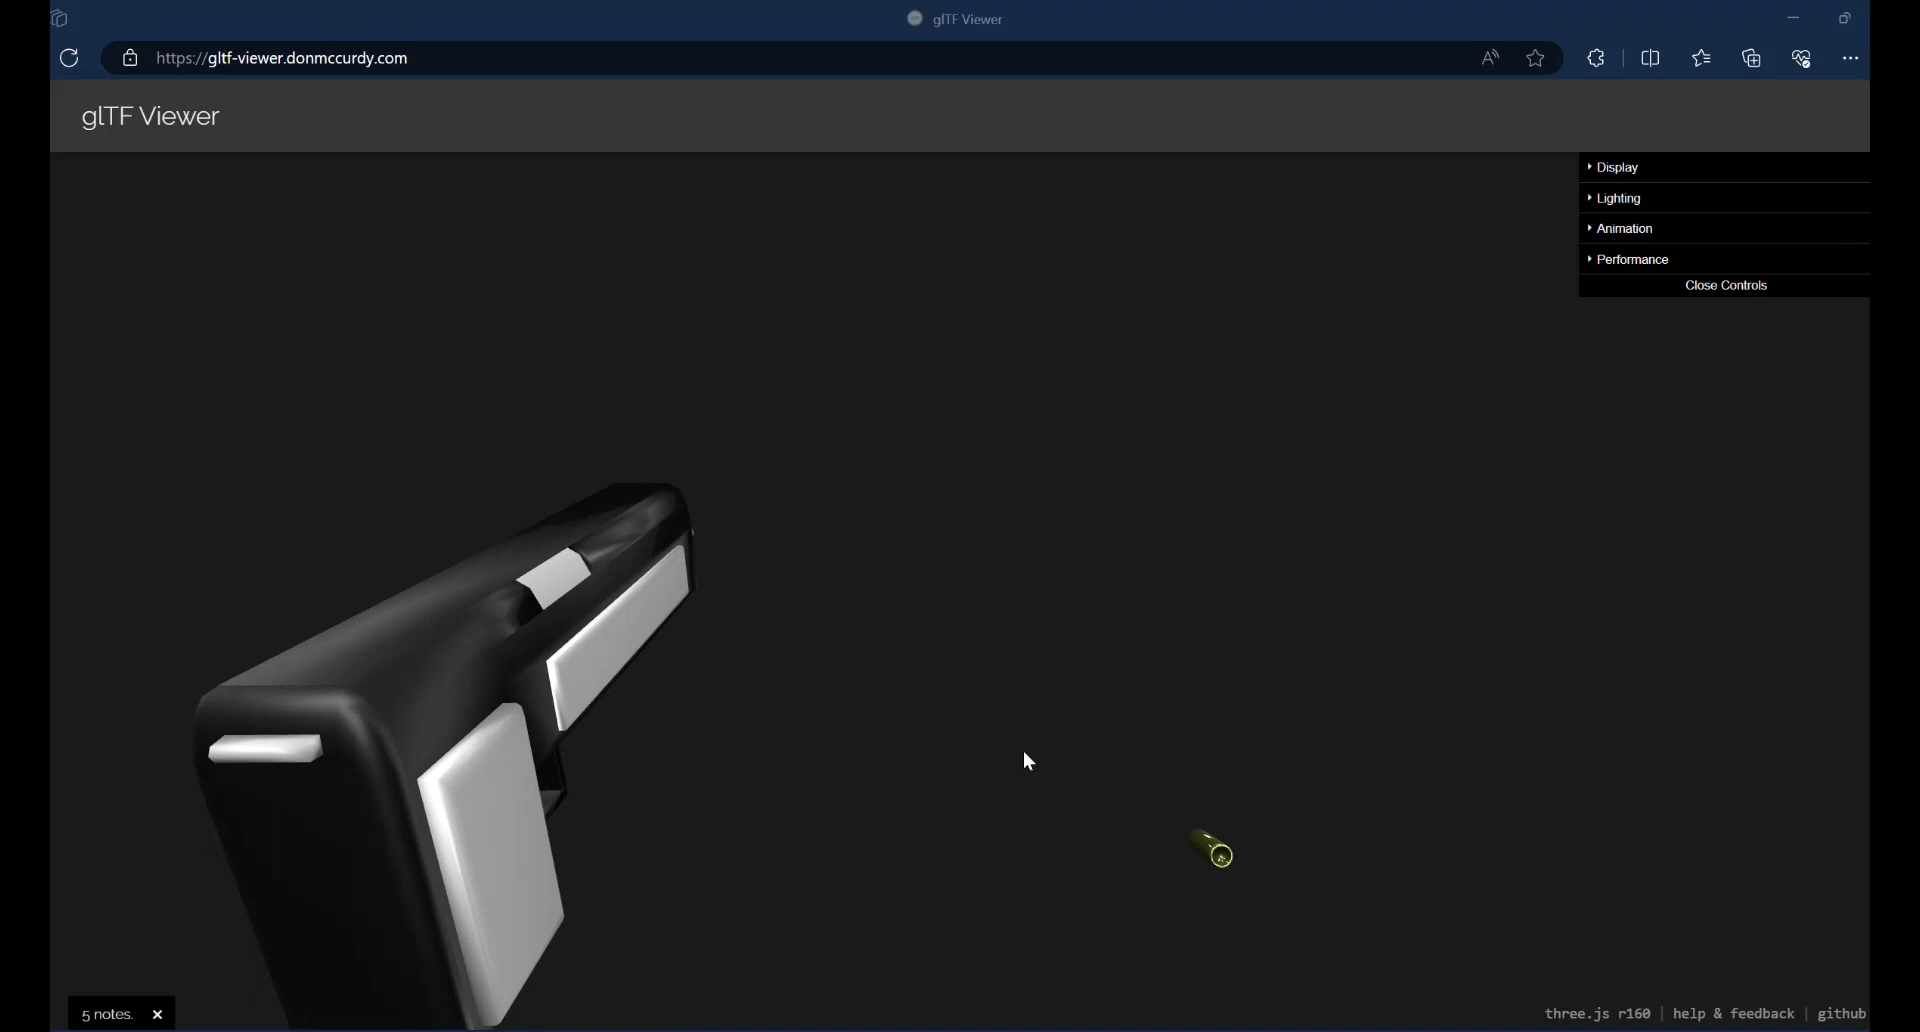 glTF Viewer
https://gltf-viewer.donmccurdy.com
glTF Viewer
Display
Lighting
Animation
Performance
Close Controls
5 notes. ×
three.js r160 | help & feedback | github